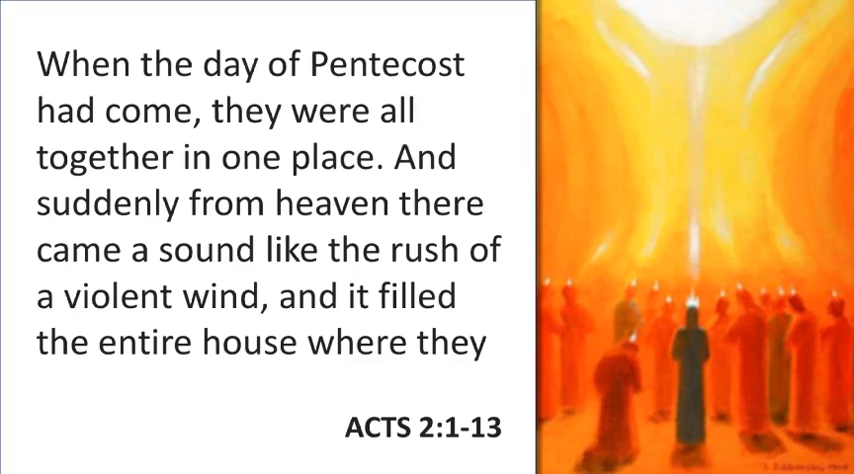 When the day of Pentecost
had come, they were all
together in one place. And
suddenly from heaven there
came a sound like the rush of
a violent wind, and it filled
the entire house where they
ACTS 2:1-13